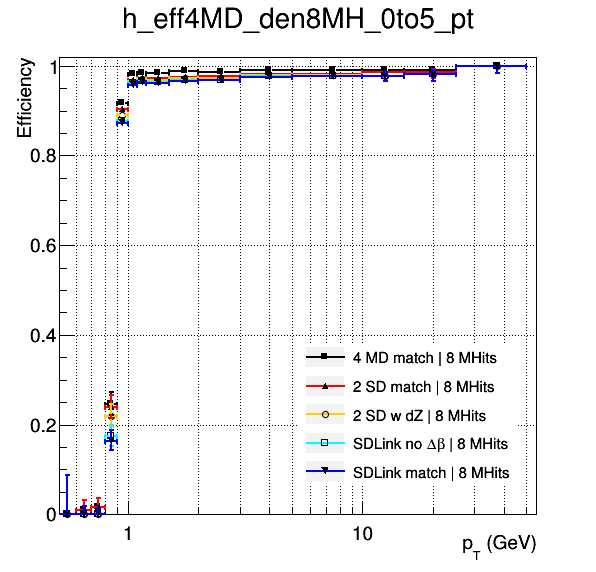 h_eff4MD_den8MH_0to5_pt
Efficiency
1
0.8
0.6
0.4
0.2
0
4 MD match | 8 MHits
2 SD match | 8 MHits
2 SD w dZ | 8 MHits
SDLink no Δβ | 8 MHits
SDLink match | 8 MHits
1
10
p_T (GeV)